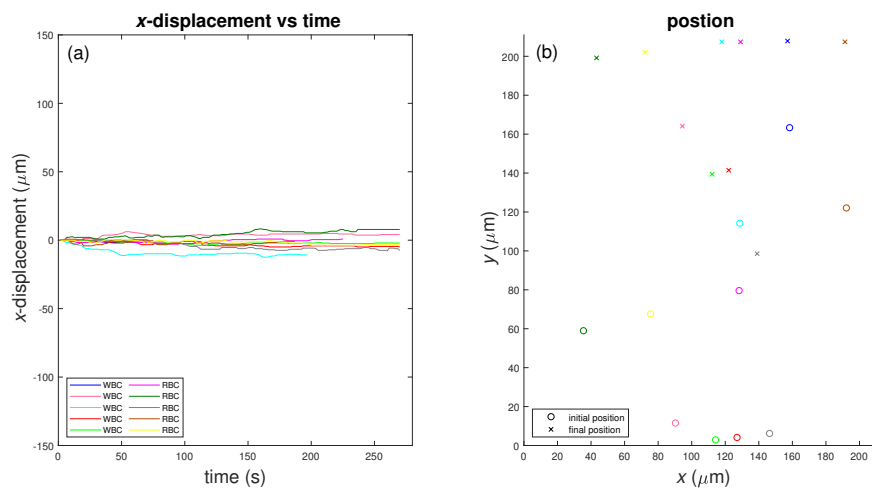 x-displacement vs time
(a)
150
100
50
0
-50
-100
-150
x-displacement (μm)
0
50
100
150
200
250
time (s)
WBC RBC
WBC RBC
WBC RBC
WBC RBC
WBC RBC
postion
(b)
200
180
160
140
120
100
80
60
40
20
0
y (μm)
0
20
40
60
80
100
120
140
160
180
200
x (μm)
initial position
final position